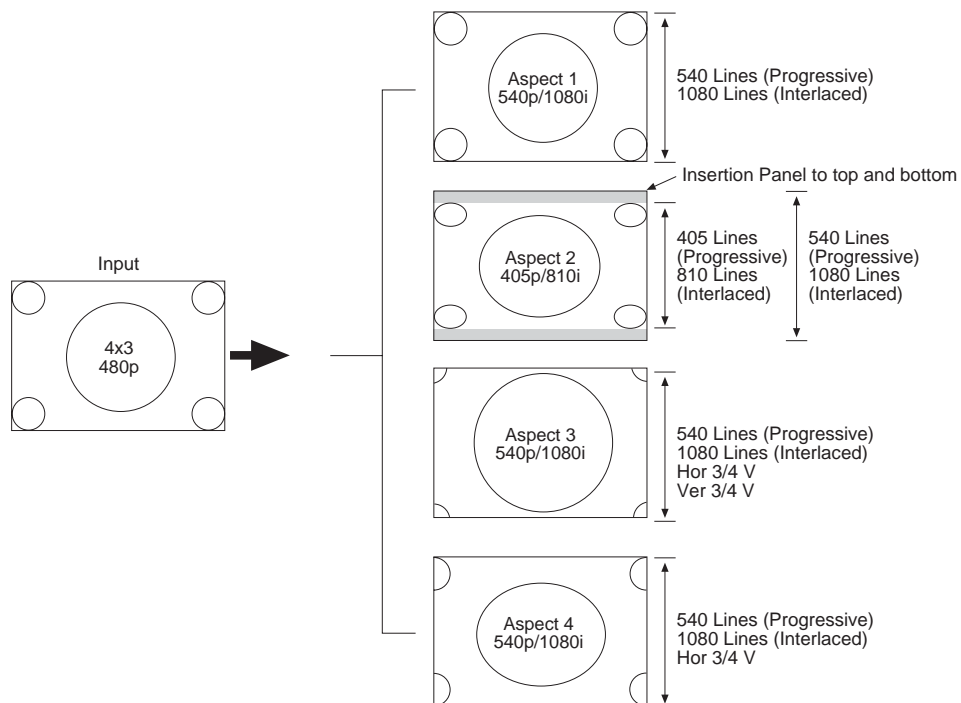 Input
4x3
480p
Aspect 1
540p/1080i
540 Lines (Progressive)
1080 Lines (Interlaced)
Insertion Panel to top and bottom
Aspect 2
405p/810i
405 Lines
(Progressive)
810 Lines
(Interlaced)
540 Lines
(Progressive)
1080 Lines
(Interlaced)
Aspect 3
540p/1080i
540 Lines (Progressive)
1080 Lines (Interlaced)
Hor 3/4 V
Ver 3/4 V
Aspect 4
540p/1080i
540 Lines (Progressive)
1080 Lines (Interlaced)
Hor 3/4 V